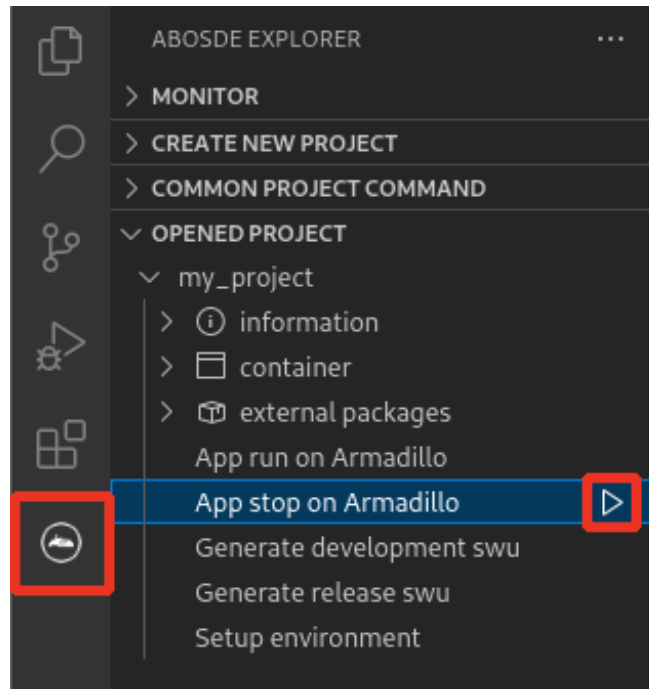 ABOSDE EXPLORER
MONITOR
CREATE NEW PROJECT
COMMON PROJECT COMMAND
OPENED PROJECT
my_project
information
container
external packages
App run on Armadillo
App stop on Armadillo
Generate development swu
Generate release swu
Setup environment